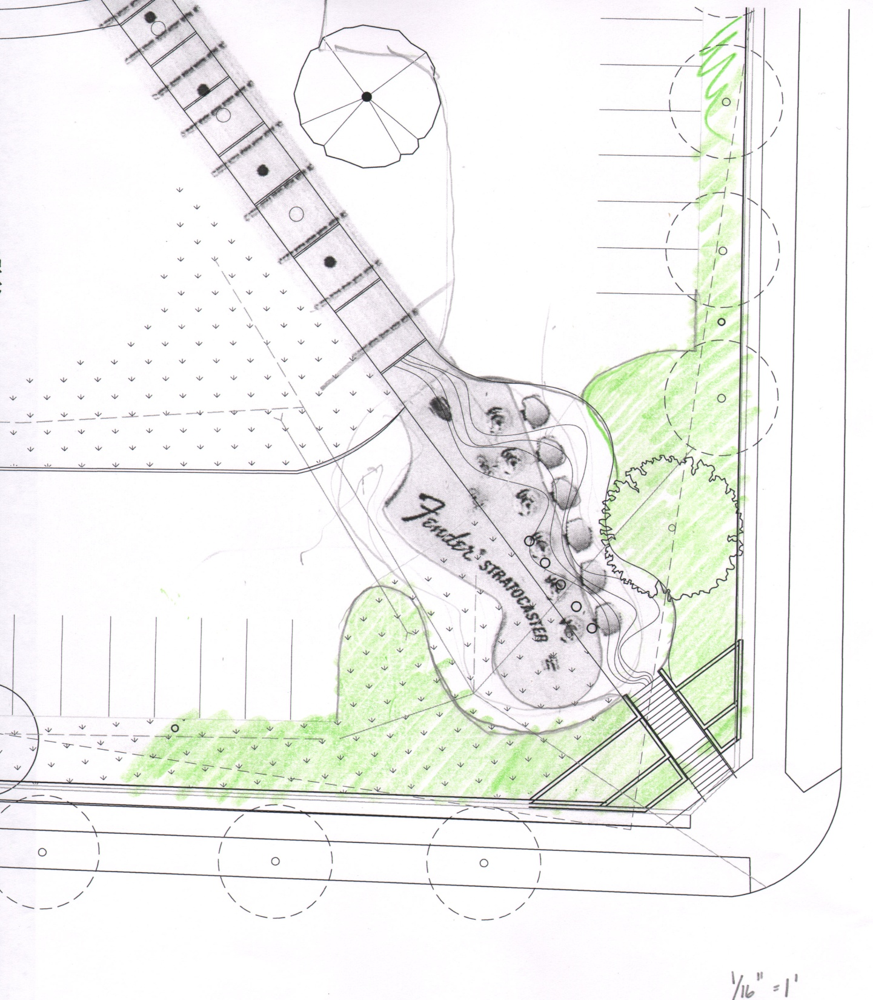 Fender®
STRATOCASTER
1/16" = 1'